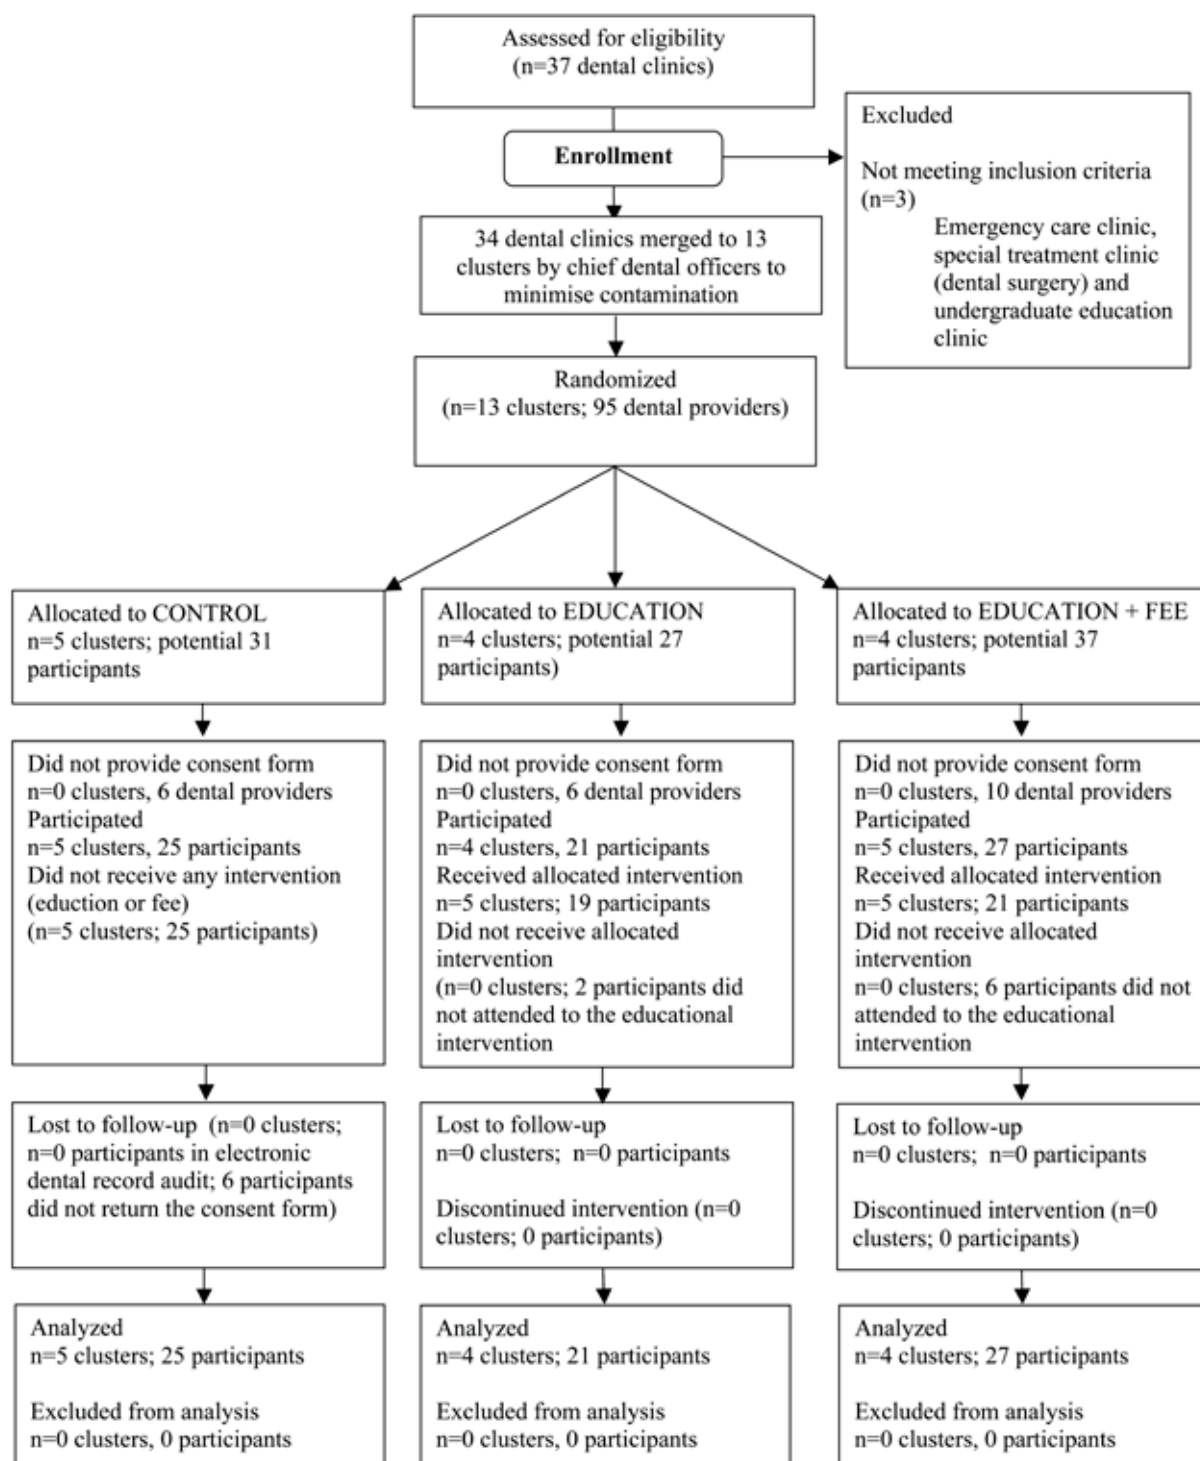 Assessed for eligibility
(n=37 dental clinics)
Enrollment
Excluded
Not meeting inclusion criteria
(n=3)
Emergency care clinic,
special treatment clinic
(dental surgery) and
undergraduate education
clinic
34 dental clinics merged to 13
clusters by chief dental officers to
minimise contamination
Randomized
(n=13 clusters; 95 dental providers)
Allocated to CONTROL
n=5 clusters; potential 31
participants
Allocated to EDUCATION
n=4 clusters; potential 27
participants)
Allocated to EDUCATION + FEE
n=4 clusters; potential 37
participants
Did not provide consent form
n=0 clusters, 6 dental providers
Participated
n=5 clusters, 25 participants
Did not receive any intervention
(eduction or fee)
(n=5 clusters; 25 participants)
Did not provide consent form
n=0 clusters, 6 dental providers
Participated
n=4 clusters, 21 participants
Received allocated intervention
n=5 clusters; 19 participants
Did not receive allocated
intervention
(n=0 clusters; 2 participants did
not attended to the educational
intervention
Did not provide consent form
n=0 clusters, 10 dental providers
Participated
n=5 clusters, 27 participants
Received allocated intervention
n=5 clusters; 21 participants
Did not receive allocated
intervention
n=0 clusters; 6 participants did not
attended to the educational
intervention
Lost to follow-up (n=0 clusters;
n=0 participants in electronic
dental record audit; 6 participants
did not return the consent form)
Lost to follow-up
n=0 clusters; n=0 participants
Discontinued intervention (n=0
clusters; 0 participants)
Lost to follow-up
n=0 clusters; n=0 participants
Discontinued intervention (n=0
clusters; 0 participants)
Analyzed
n=5 clusters; 25 participants
Excluded from analysis
n=0 clusters, 0 participants
Analyzed
n=4 clusters; 21 participants
Excluded from analysis
n=0 clusters, 0 participants
Analyzed
n=4 clusters; 27 participants
Excluded from analysis
n=0 clusters, 0 participants